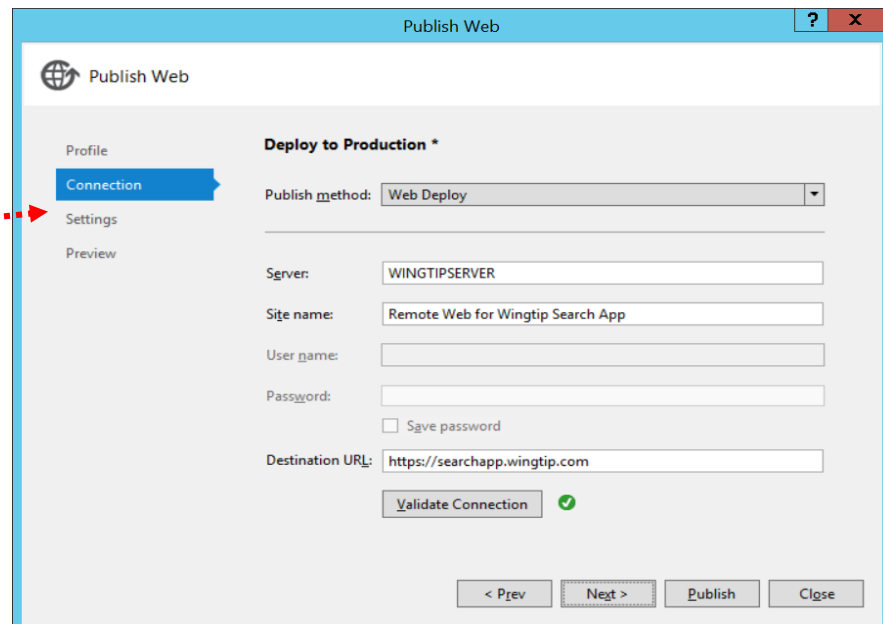 Publish Web
? X
Publish Web
Profile
Connection
Settings
Preview
Deploy to Production *
Publish method: Web Deploy
Server: WINGTIPSERVER
Site name: Remote Web for Wingtip Search App
User name:
Password:
Save password
Destination URL: https://searchapp.wingtip.com
Validate Connection
< Prev Next > Publish Close